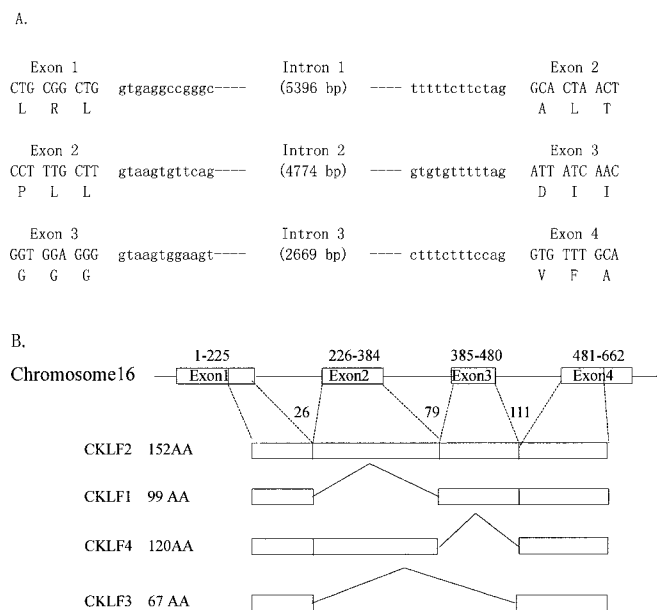 A.
Exon 1 Intron 1 Exon 2
CTG CGG CTG gtgaggccgggc---- (5396 bp) ----tttttcttctag GCA CTA ACT
L R L A L T
Exon 2 Intron 2 Exon 3
CCT TTG CTT gtaagtgttcag---- (4774 bp) ----gtgtgtttttag ATT ATC AAC
P L L D I I
Exon 3 Intron 3 Exon 4
GGT GGA GGG gtaagtggaagt---- (2669 bp) ----ctttctttccag GTG TTT GCA
G G G V F A
B.
1-225 226-384 385-480 481-662
Chromosome16 Exon1 Exon2 Exon3 Exon4
26 79 111
CKLF2 152AA
CKLF1 99 AA
CKLF4 120AA
CKLF3 67 AA